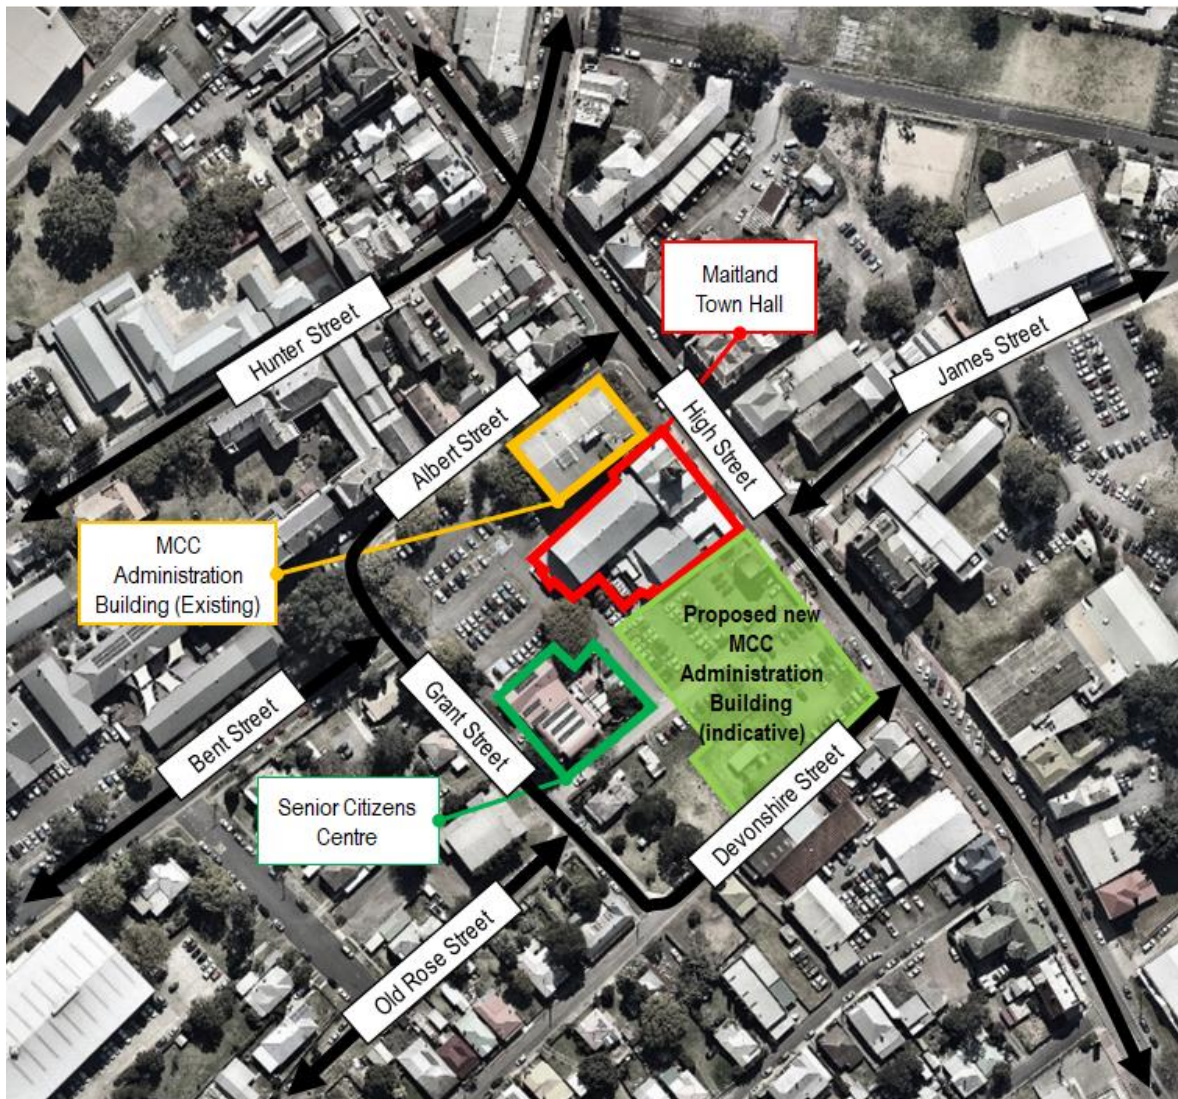 Maitland
Town Hall
Hunter Street
James Street
High Street
Albert Street
MCC
Administration
Building (Existing)
Proposed new
MCC
Administration
Building
(indicative)
Grant Street
Bent Street
Devonshire Street
Senior Citizens
Centre
Old Rose Street